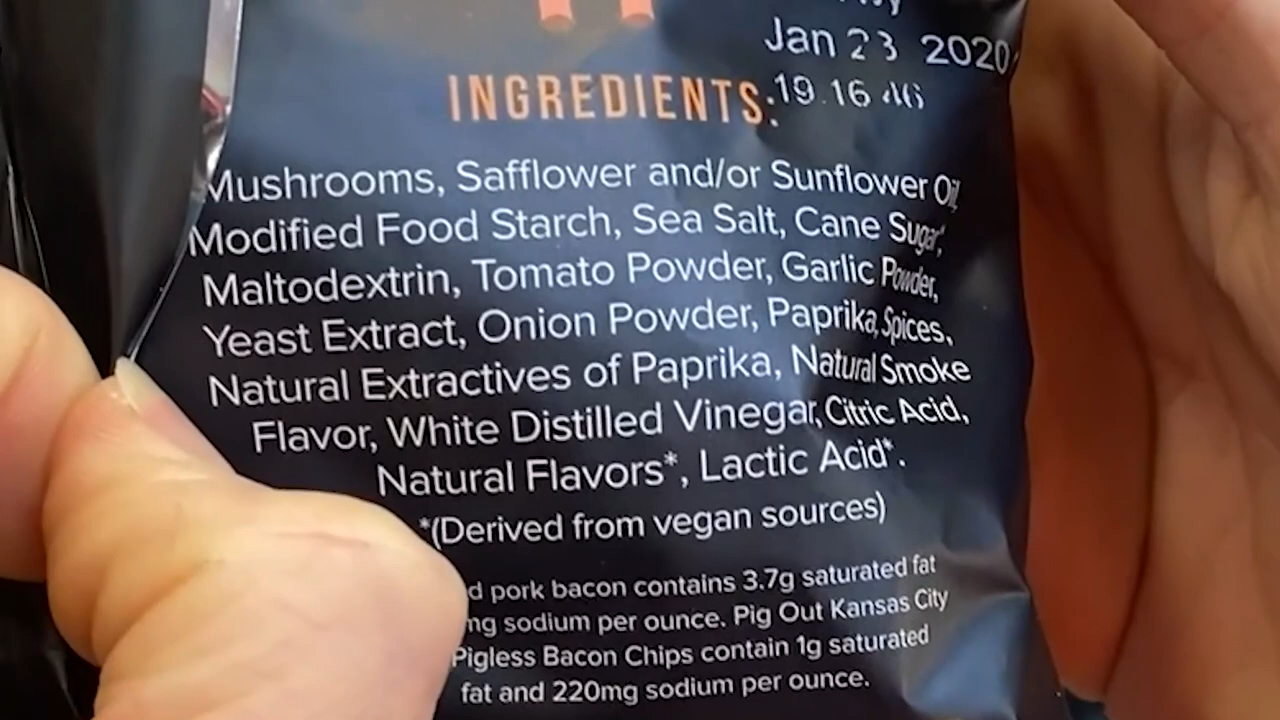 Jan 23 2020
INGREDIENTS:
19 16 46
Mushrooms, Safflower and/or Sunflower Oil,
Modified Food Starch, Sea Salt, Cane Sugar*,
Maltodextrin, Tomato Powder, Garlic Powder,
Yeast Extract, Onion Powder, Paprika, Spices,
Natural Extractives of Paprika, Natural Smoke
Flavor, White Distilled Vinegar, Citric Acid,
Natural Flavors*, Lactic Acid*.
*(Derived from vegan sources)
pork bacon contains 3.7g saturated fat
mg sodium per ounce. Pig Out Kansas City
Pigless Bacon Chips contain 1g saturated
fat and 220mg sodium per ounce.